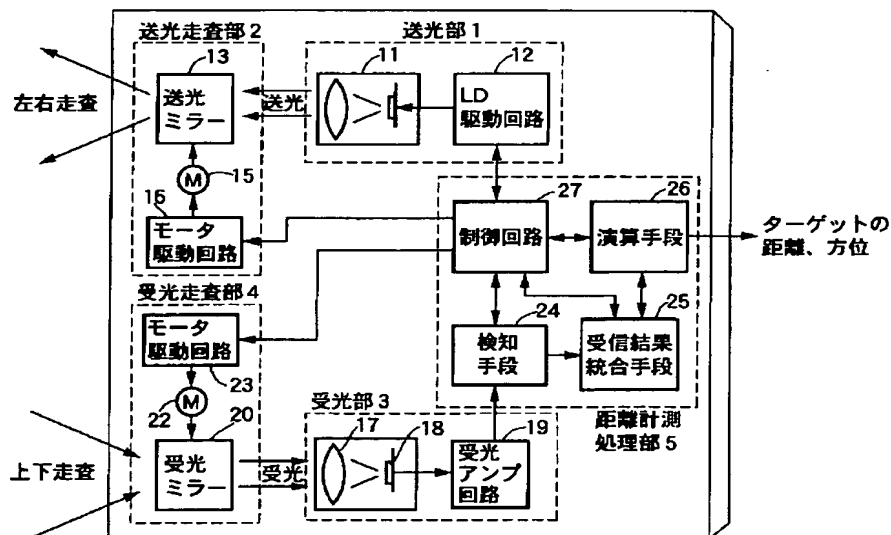 送光走査部2
送光部1
13
11
12
左右走査
送光
ミラー
送光
LD
駆動回路
M
15
16
モータ
駆動回路
27
26
制御回路
演算手段
ターゲットの
距離、方位
受光走査部4
モータ
駆動回路
23
24
25
検知
手段
受信結果
統合手段
M
22
20
受光部3
17
18
19
距離計測
処理部5
上下走査
受光
ミラー
受光
受光
アンプ
回路